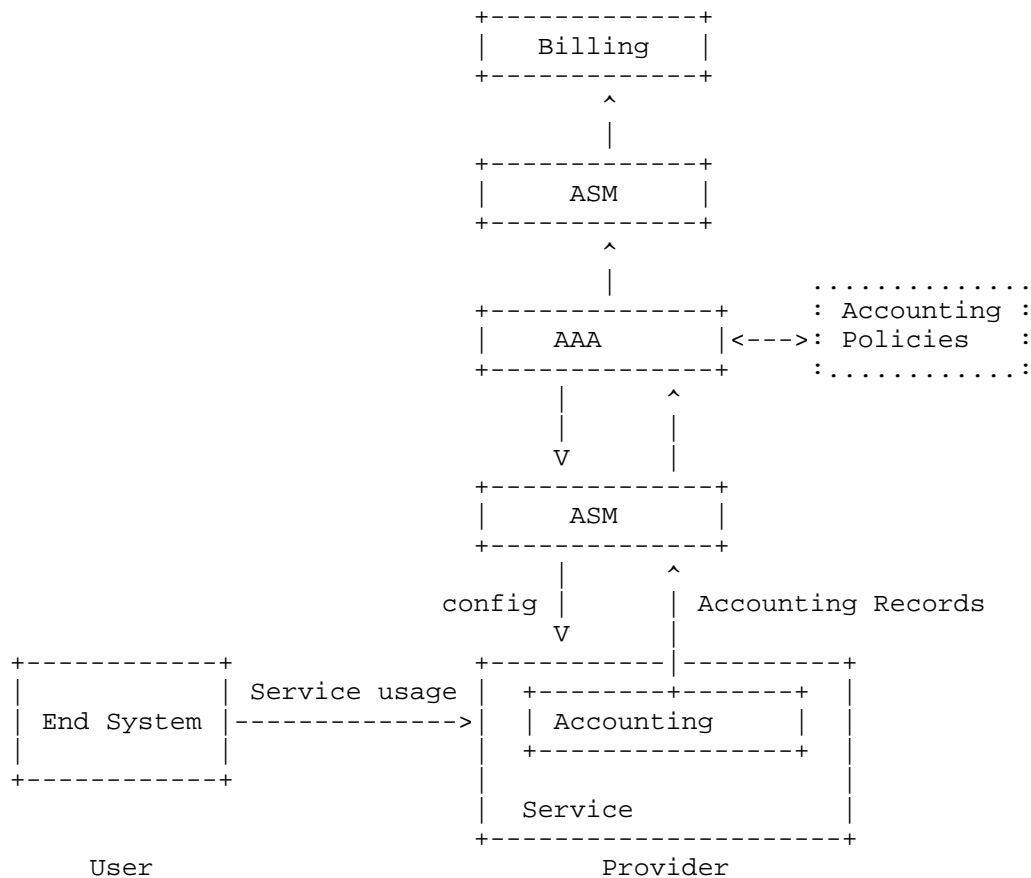 Billing
ASM
AAA
Accounting
Policies
ASM
config
Accounting Records
Service usage
End System
Accounting
Service
User
Provider